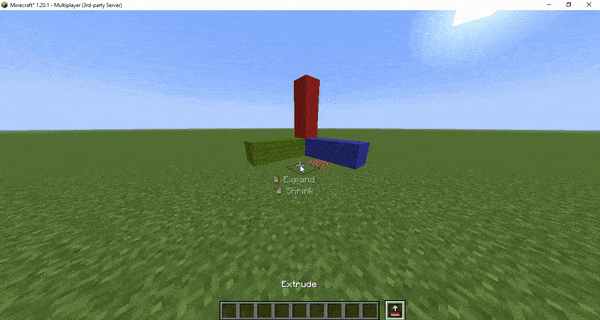 Minecraft* 1.20.1 - Multiplayer (3rd-party Server)
Expand
Shrink
Extrude